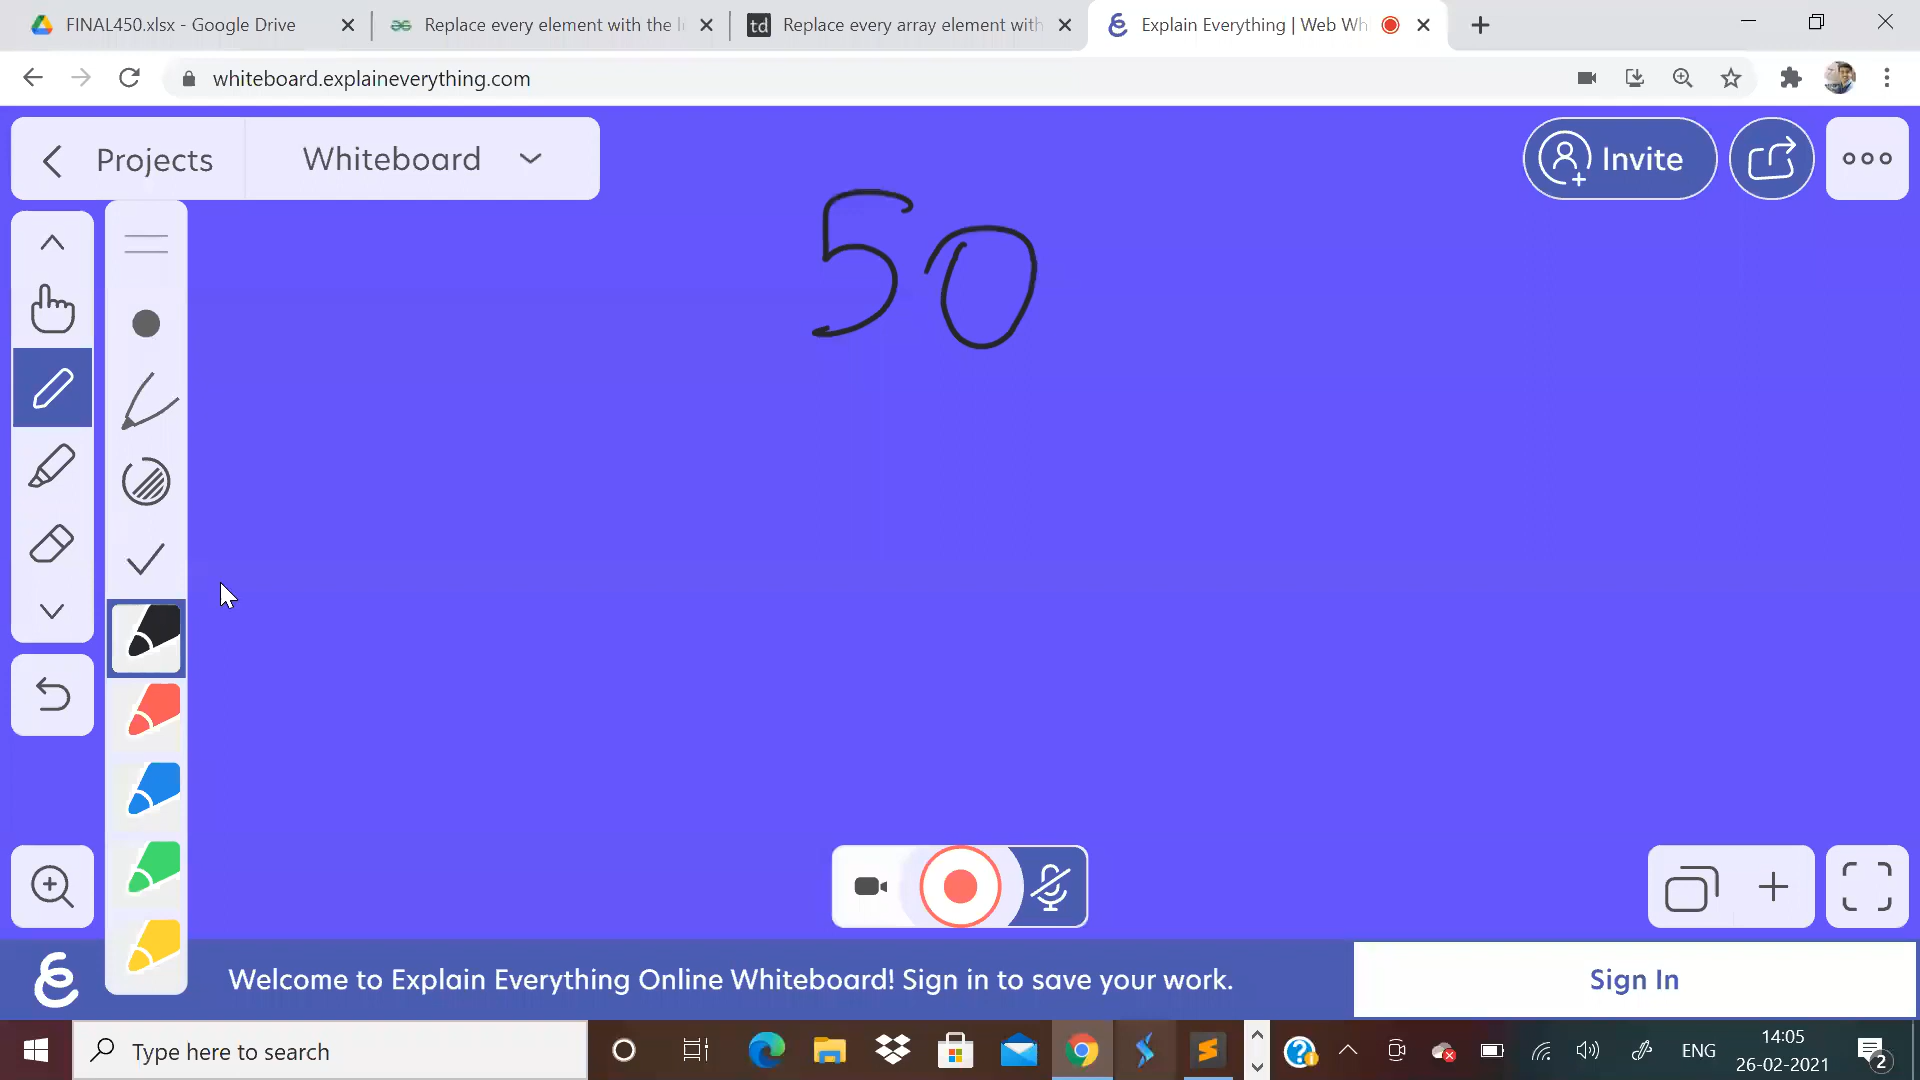 FINAL450.xlsx - Google Drive
Replace every element with the l
td
Replace every array element with
Explain Everything | Web Wh
whiteboard.explaineverything.com
Projects
Whiteboard
Invite
50
Welcome to Explain Everything Online Whiteboard! Sign in to save your work.
Sign In
Type here to search
ENG
14:05
26-02-2021
2